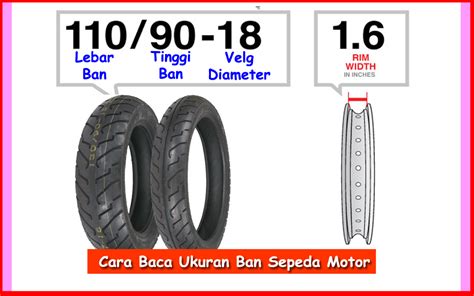 110/90-18
Lebar Ban
Tinggi Ban
Velg Diameter
1.6
RIM
WIDTH
IN INCHES
Cara Baca Ukuran Ban Sepeda Motor